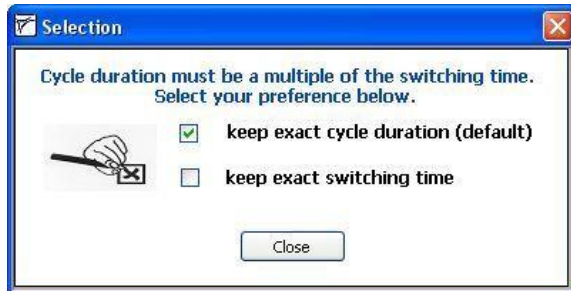 Selection
Cycle duration must be a multiple of the switching time.
Select your preference below.
keep exact cycle duration (default)
keep exact switching time
Close